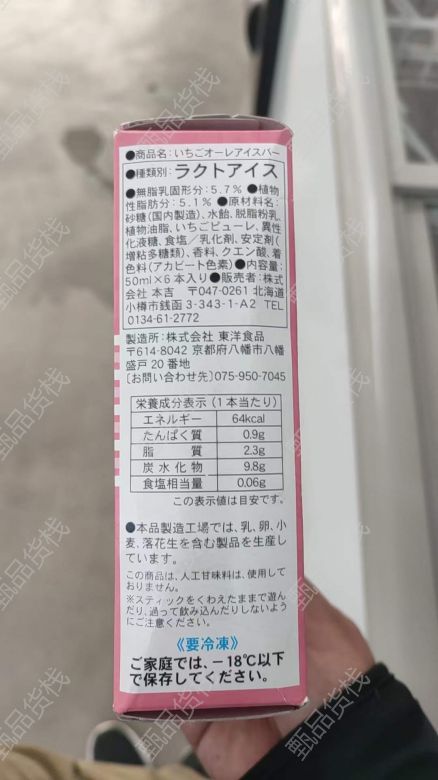 ●商品名:いちごオーレアイスバー
●種類別: ラクトアイス
●無脂乳固形分:5.7% ●植物
性脂肪分:5.1% ●原材料名:
砂糖(国内製造)、水飴、脱脂粉乳、
植物油脂、いちごピューレ、異性
化液糖、食塩/乳化剤、安定剤(
増粘多糖類)、香料、クエン酸、着
色料(アカビート色素)●内容量:
50ml×6本入り●販売者:株式
会社 本吉 〒047-0261 北海道
小樽市銭函3-343-1-A2 TEL
0134-61-2772
製造所:株式会社 東洋食品
〒614-8042 京都府八幡市八幡
盛戸20番地
〔お問い合わせ先〕075-950-7045
栄養成分表示(1本当たり)
エネルギー 64kcal
たんぱく質 0.9g
脂質 2.3g
炭水化物 9.8g
食塩相当量 0.06g
この表示値は目安です。
●本品製造工場では、乳、卵、小
麦、落花生を含む製品を生産し
ています。
この商品は、人工甘味料は、使用して
おりません。
※スティックをくわえたままで遊ん
だり、過って飲み込んだりしないよう
にご注意ください。
《要冷凍》
ご家庭では、-18℃以下
で保存してください。
甄品货栈